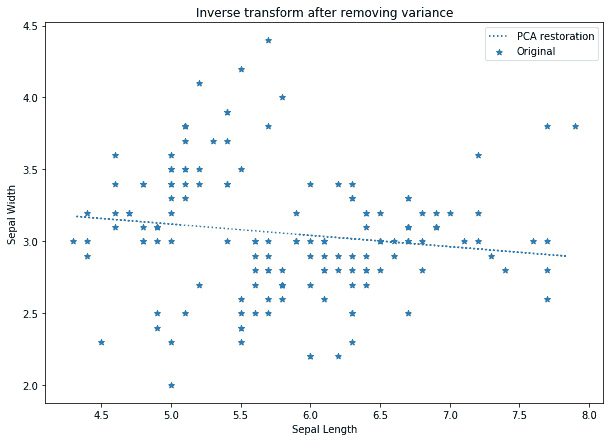 Inverse transform after removing variance
PCA restoration
Original
Sepal Width
4.5
4.0
3.5
3.0
2.5
2.0
4.5
5.0
5.5
6.0
6.5
7.0
7.5
8.0
Sepal Length